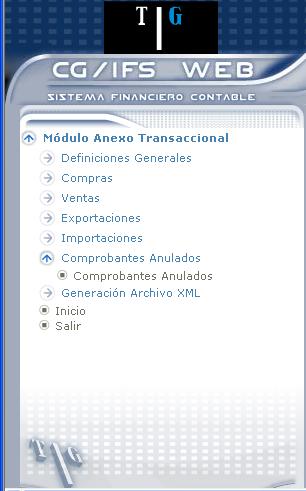 T G
CG/IFS WEB
SISTEMA FINANCIERO CONTABLE
Módulo Anexo Transaccional
Definiciones Generales
Compras
Ventas
Exportaciones
Importaciones
Comprobantes Anulados
Comprobantes Anulados
Generación Archivo XML
Inicio
Salir
T G